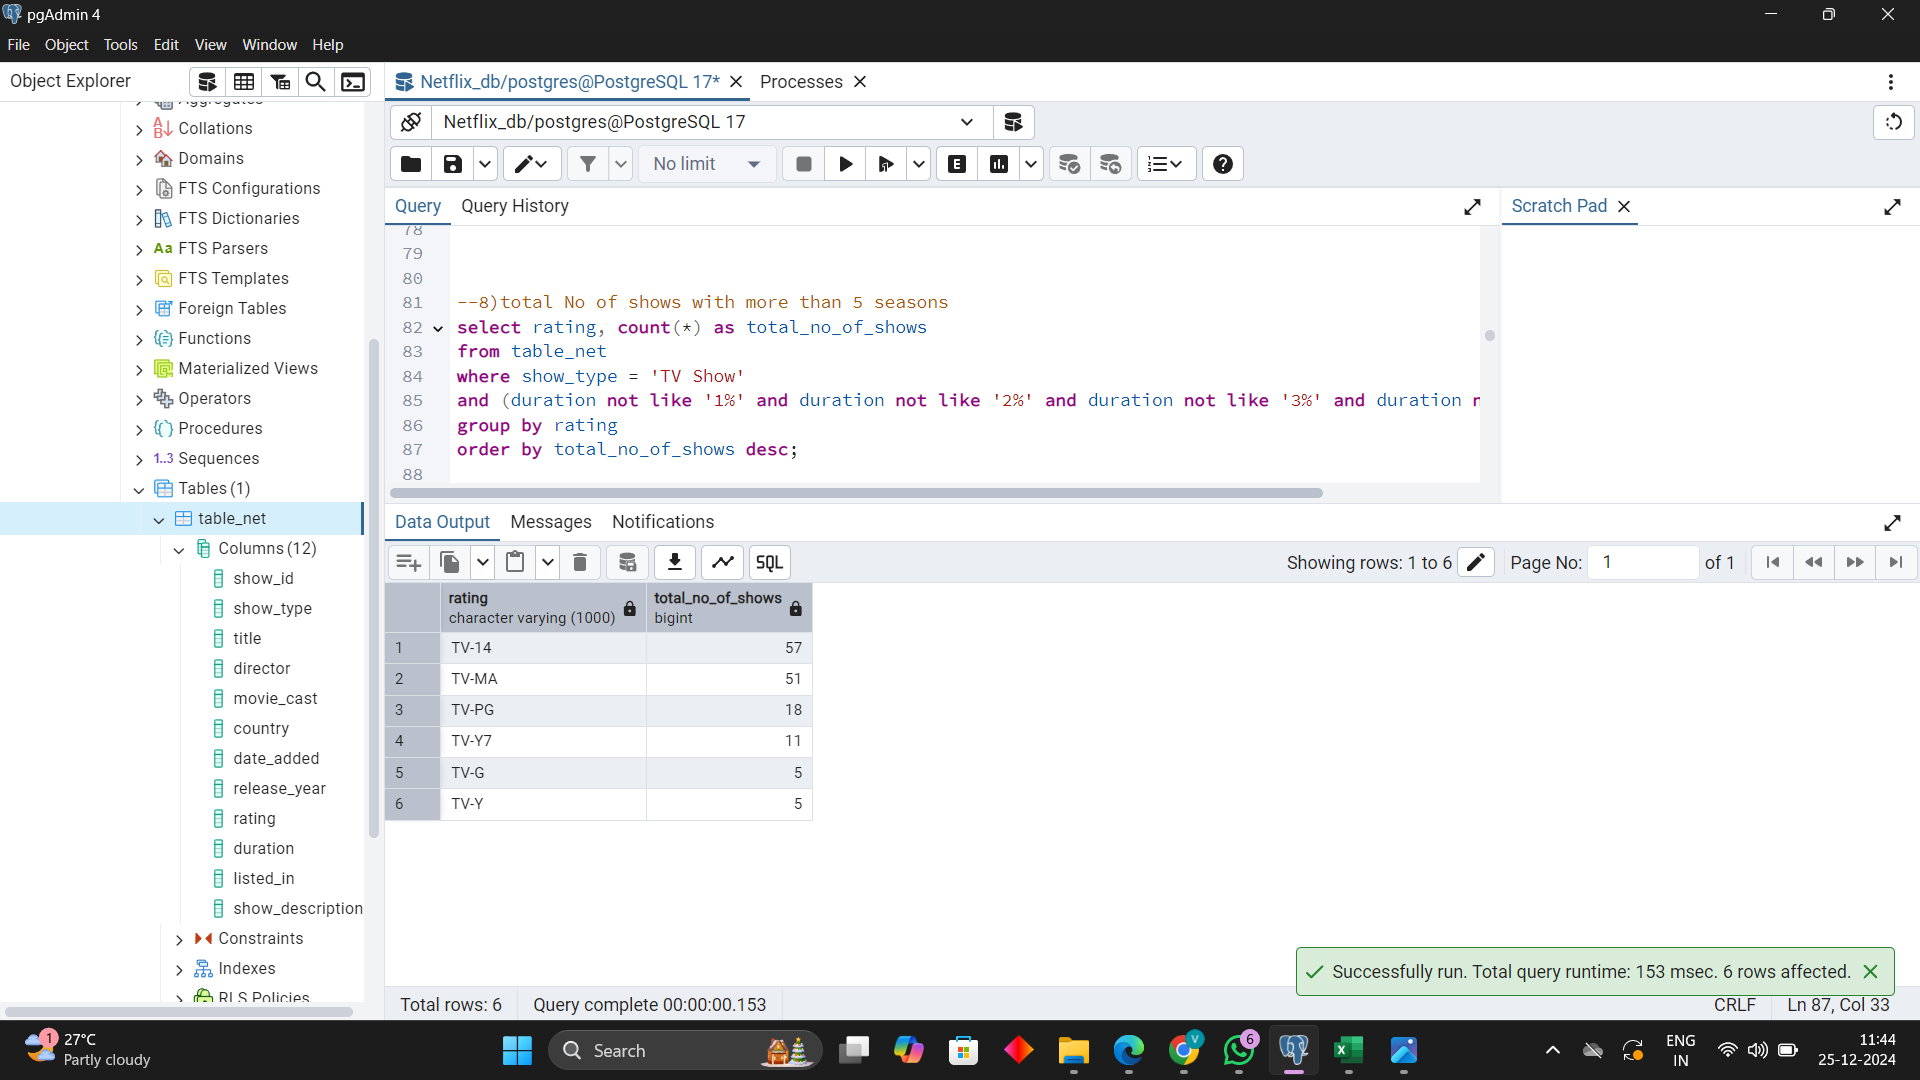 pgAdmin 4
File Object Tools Edit View Window Help
Object Explorer
Aggregates
Collations
Domains
FTS Configurations
FTS Dictionaries
Aa FTS Parsers
FTS Templates
Foreign Tables
Functions
Materialized Views
Operators
Procedures
1..3 Sequences
Tables (1)
table_net
Columns (12)
show_id
show_type
title
director
movie_cast
country
date_added
release_year
rating
duration
listed_in
show_description
Constraints
Indexes
RLS Policies
Netflix_db/postgres@PostgreSQL 17* Processes
Netflix_db/postgres@PostgreSQL 17
No limit E
Query Query History
Scratch Pad
78
79
80
81 --8)total No of shows with more than 5 seasons
82 select rating, count(*) as total_no_of_shows
83 from table_net
84 where show_type = 'TV Show'
85 and (duration not like '1%' and duration not like '2%' and duration not like '3%' and duration
86 group by rating
87 order by total_no_of_shows desc;
88
Data Output Messages Notifications
SQL Showing rows: 1 to 6 Page No: 1 of 1
rating total_no_of_shows
character varying (1000) bigint
1 TV-14 57
2 TV-MA 51
3 TV-PG 18
4 TV-Y7 11
5 TV-G 5
6 TV-Y 5
Successfully run. Total query runtime: 153 msec. 6 rows affected.
Total rows: 6 Query complete 00:00:00.153 CRLF Ln 87, Col 33
1 27°C
Partly cloudy
Search
V
6
X
ENG
IN
11:44
25-12-2024